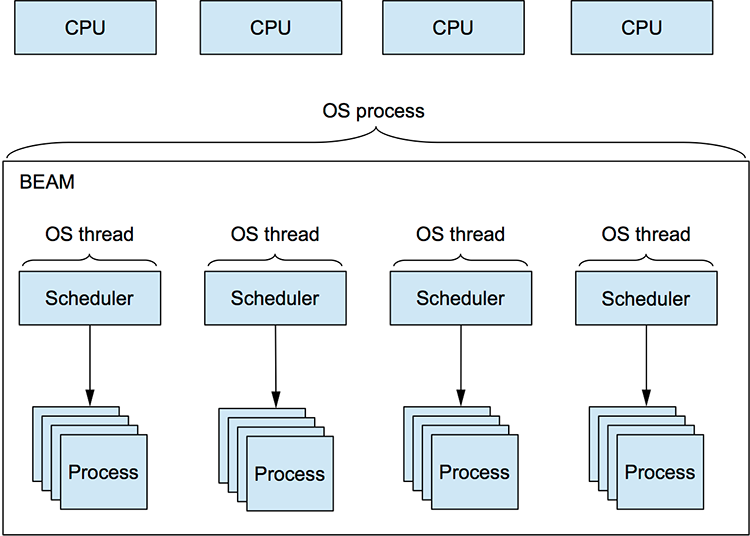 CPU
CPU
CPU
CPU
OS process
BEAM
OS thread
OS thread
OS thread
OS thread
Scheduler
Scheduler
Scheduler
Scheduler
Process
Process
Process
Process